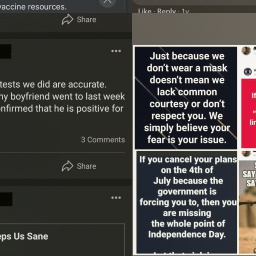 vaccine resources.
Share
tests we did are accurate.
my boyfriend went to last week
onfirmed that he is positive for
3 Comments
Share
eps Us Sane
Like · Reply · 1y
Just because we
don't wear a mask
doesn't mean we
lack common
courtesy or don't
respect you. We
simply believe your
fear is your issue.
If you cancel your plans
on the 4th of
July because the
government is
forcing you to, then you
are missing
the whole point of
Independence Day.
If
lin
S
SAY
SA